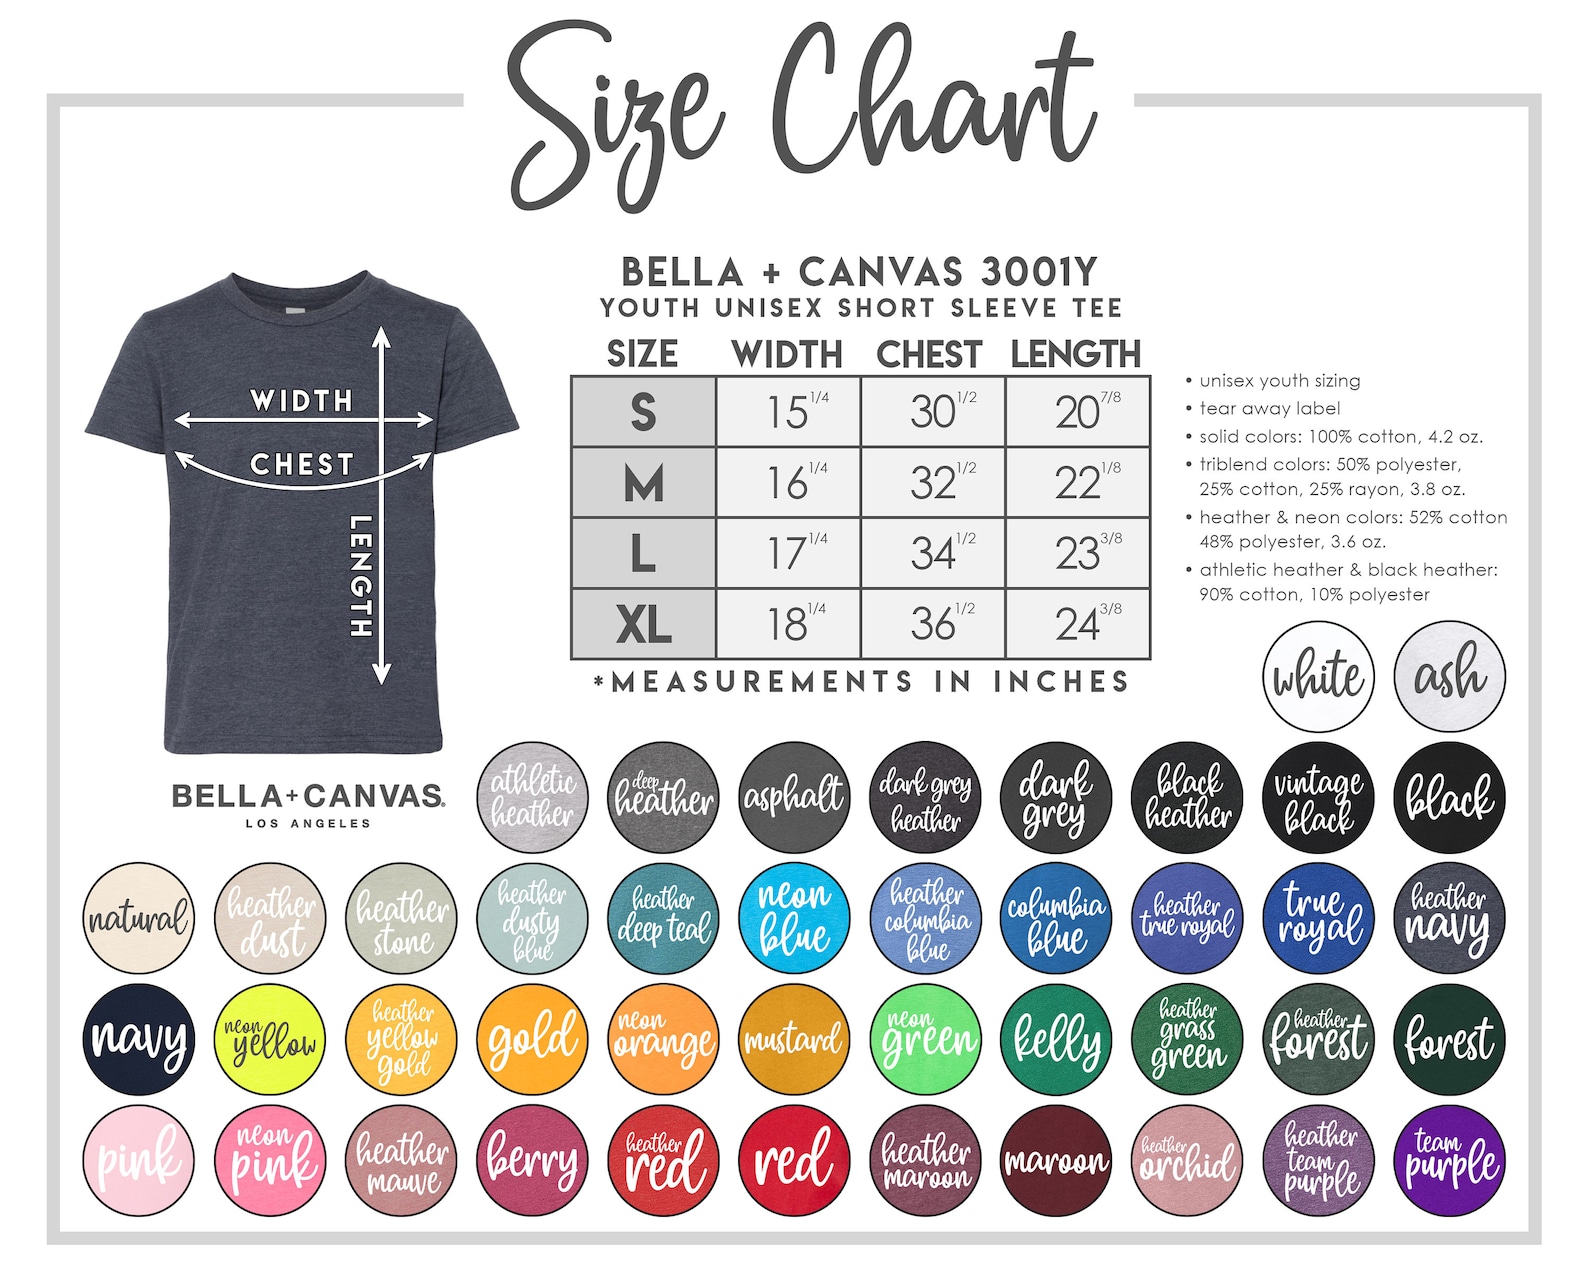 Size Chart
BELLA + CANVAS 3001Y
YOUTH UNISEX SHORT SLEEVE TEE
SIZE WIDTH CHEST LENGTH
S 15 1/4 30 1/2 20 7/8
M 16 1/4 32 1/2 22 1/8
L 17 1/4 34 1/2 23 3/8
XL 18 1/4 36 1/2 24 3/8
*MEASUREMENTS IN INCHES
WIDTH
CHEST
LENGTH
BELLA+CANVAS®
LOS ANGELES
• unisex youth sizing
• tear away label
• solid colors: 100% cotton, 4.2 oz.
• triblend colors: 50% polyester,
25% cotton, 25% rayon, 3.8 oz.
• heather & neon colors: 52% cotton
48% polyester, 3.6 oz.
• athletic heather & black heather:
90% cotton, 10% polyester
white
ash
athletic
heather
deep
heather
asphalt
dark grey
heather
dark
grey
black
heather
vintage
black
black
natural
heather
dust
heather
stone
heather
dusty
blue
heather
deep teal
neon
blue
heather
columbia
blue
columbia
blue
heather
true royal
true
royal
heather
navy
navy
neon
yellow
heather
yellow
gold
gold
neon
orange
mustard
neon
green
kelly
heather
grass
green
heather
forest
forest
pink
neon
pink
heather
mauve
berry
heather
red
red
heather
maroon
maroon
heather
orchid
heather
team
purple
team
purple